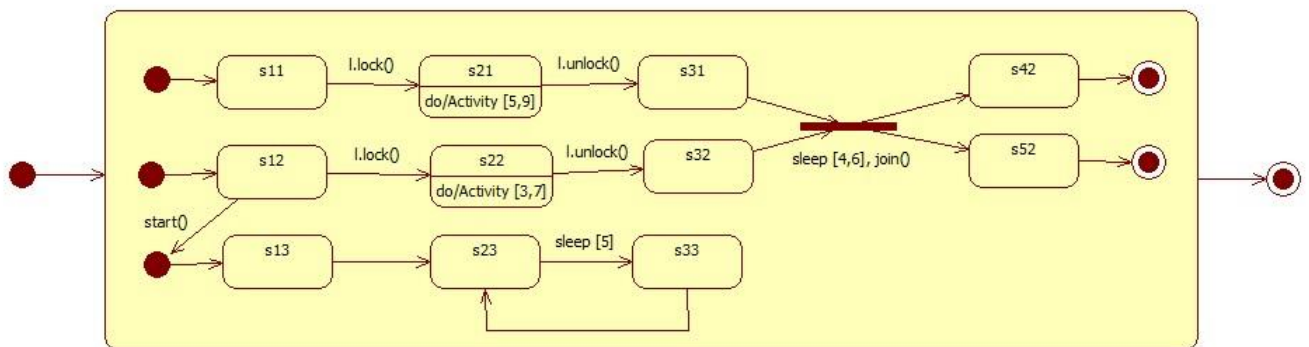 s11
l.lock()
s21
do/Activity [5,9]
l.unlock()
s31
s42
s12
l.lock()
s22
do/Activity [3,7]
l.unlock()
s32
sleep [4,6], join()
s52
start()
s13
s23
sleep [5]
s33